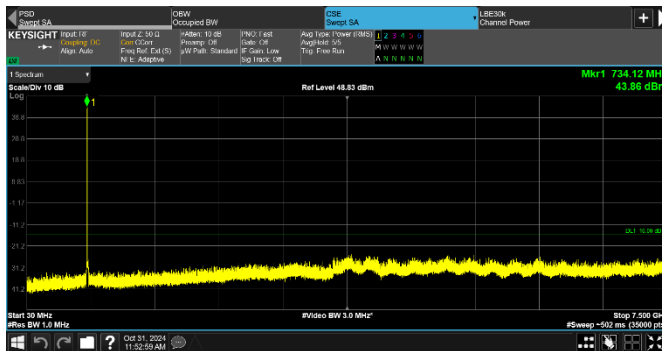 PSD
Swept SA
OBW
Occupied BW
CSE
Swept SA
LBE30k
Channel Power
KEYSIGHT
Input: RF
Coupling: DC
Align: Auto
Input Z: 50 Ω
Corr CCorr
Freq Ref: Ext (S)
NFE: Adaptive
#Atten: 10 dB
Preamp: Off
µW Path: Standard
PNO: Fast
Gate: Off
IF Gain: Low
Sig Track: Off
Avg Type: Power (RMS)
Avg|Hold: 5/5
Trig: Free Run
1 2 3 4 5 6
M W W W W W
A N N N N N
1 Spectrum
Scale/Div 10 dB
Log
Ref Level 48.83 dBm
Mkr1 734.12 MH
43.86 dBr
1
38.8
28.8
18.8
8.83
-1.17
-11.2
-21.2
-31.2
-41.2
Start 30 MHz
#Res BW 1.0 MHz
#Video BW 3.0 MHz*
Stop 7.500 GH
#Sweep ~502 ms (35000 pts
Oct 31, 2024
11:52:59 AM